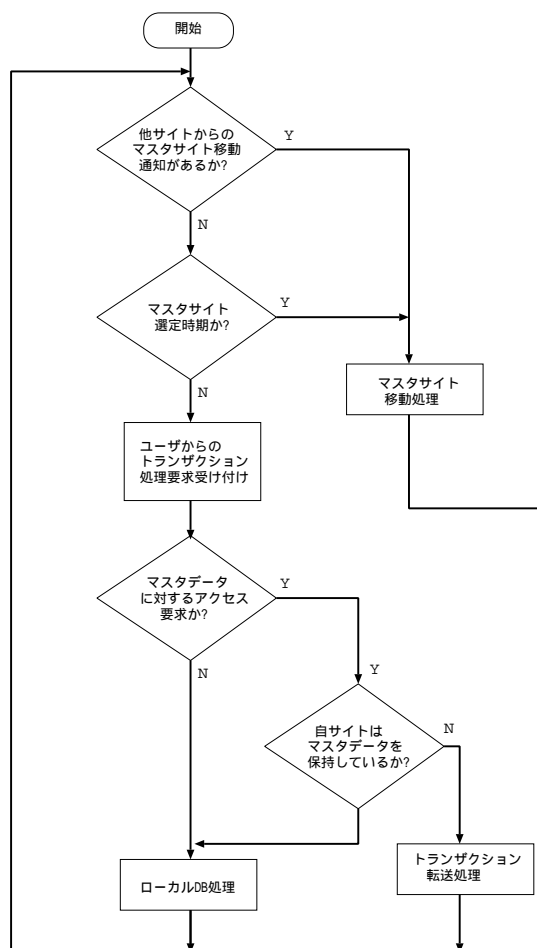 開始
他サイトからの
マスタサイト移動
通知があるか?
Y
N
マスタサイト
選定時期か?
Y
N
マスタサイト
移動処理
ユーザからの
トランザクション
処理要求受け付け
マスタデータ
に対するアクセス
要求か?
Y
N
Y
自サイトは
マスタデータを
保持しているか?
N
ローカルDB処理
トランザクション
転送処理